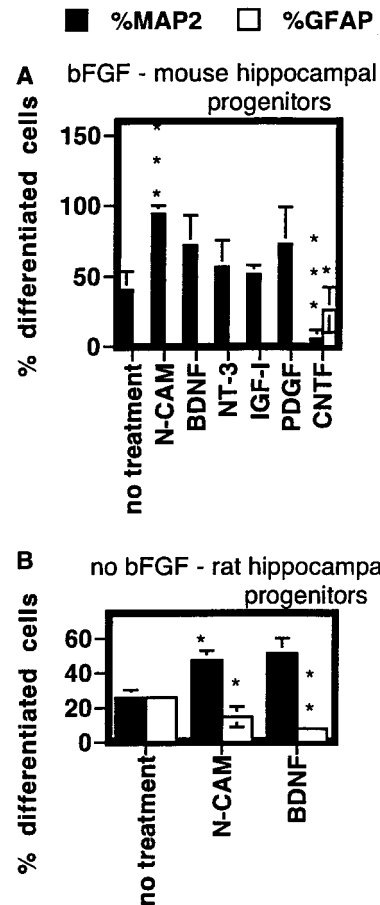 %MAP2 %GFAP
A bFGF - mouse hippocampal
progenitors
% differentiated cells
150
100
50
0
* * *
* * *
*
no treatment
N-CAM
BDNF
NT-3
IGF-I
PDGF
CNTF
B no bFGF - rat hippocampa
progenitors
% differentiated cells
60
40
20
0
*
*
* *
no treatment
N-CAM
BDNF